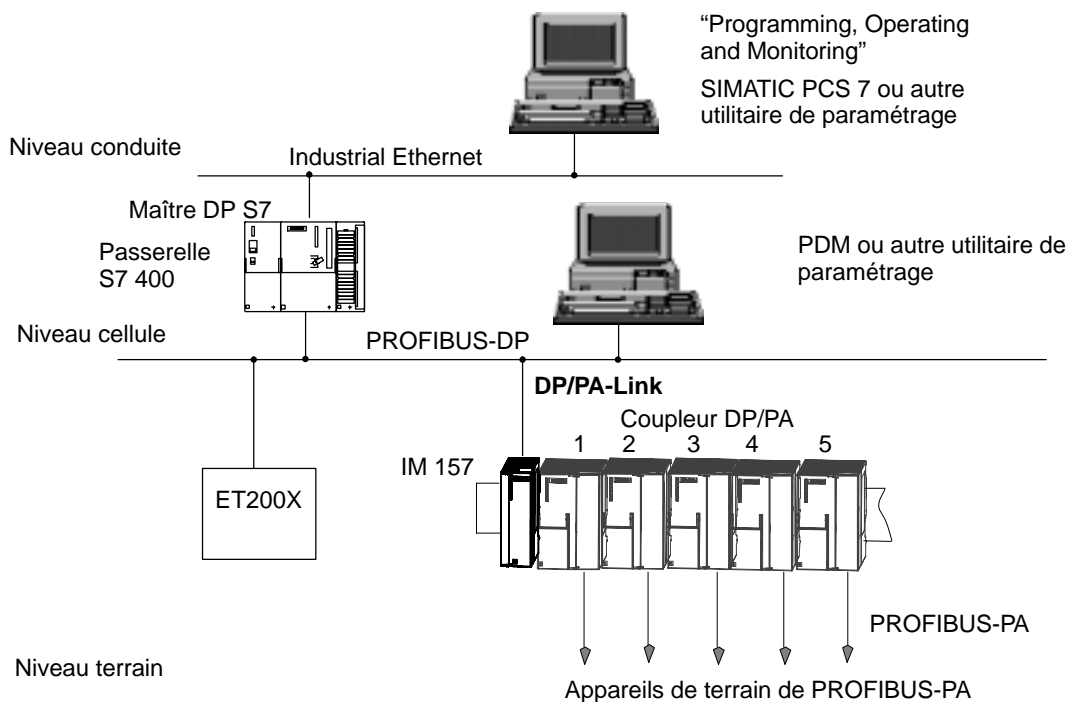 “Programming, Operating
and Monitoring”
SIMATIC PCS 7 ou autre
utilitaire de paramétrage
Niveau conduite
Industrial Ethernet
Maître DP S7
Passerelle
S7 400
PDM ou autre utilitaire de
paramétrage
Niveau cellule
PROFIBUS-DP
DP/PA-Link
Coupleur DP/PA
1 2 3 4 5
IM 157
ET200X
PROFIBUS-PA
Niveau terrain
Appareils de terrain de PROFIBUS-PA